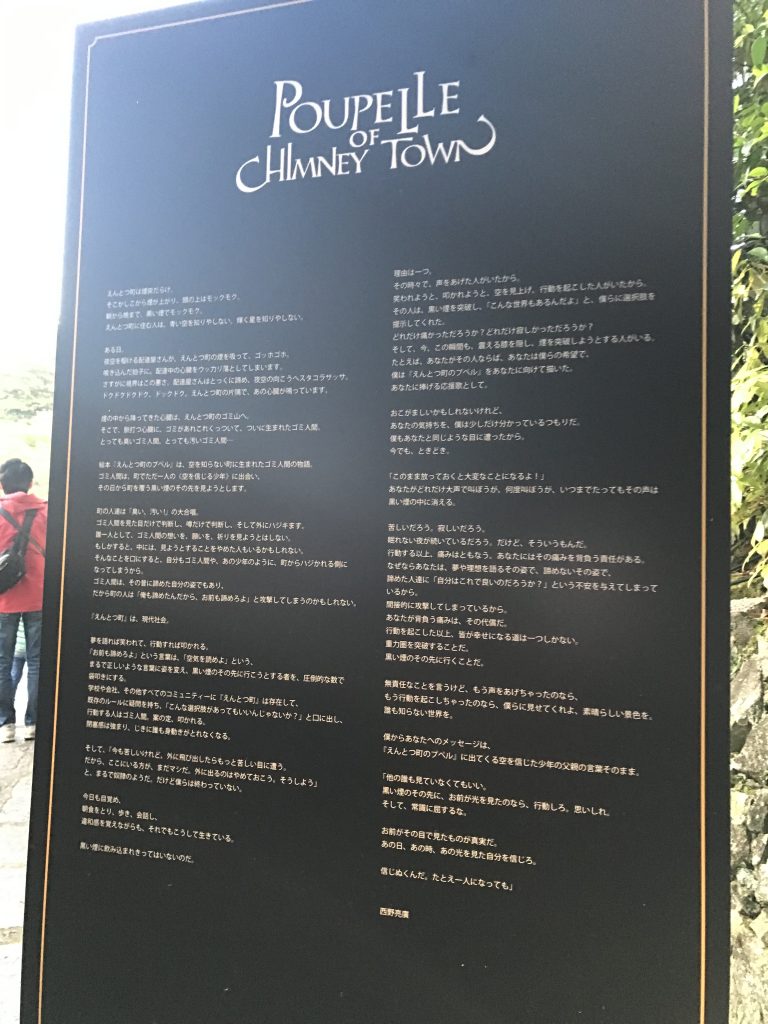 POUPELLE
OF
CHIMNEY TOWN
えんとつ町は煙突だらけ。
そこかしこから煙が上がり、頭の上はモックモク。
朝から晩まで、黒い煙でモックモク。
えんとつ町に住む人は、青い空を知りやしない。輝く星を知りやしない。
ある日。
夜空を駆ける配達屋さんが、えんとつ町の煙を吸って、ゴッホゴホ。
咳き込んだ拍子に、配達中の心臓をウッカリ落としてしまいます。
さすがに視界はこの悪さ、配達屋さんはとっくに諦め、夜空の向こうへスタコラサッサ。
ドクドクドクドク、ドックドク。えんとつ町の片隅で、あの心臓が鳴っています。
煙の中から降ってきた心臓は、えんとつ町のゴミ山へ。
そこで、脈打つ心臓に、ゴミがあれこれくっついて、ついに生まれたゴミ人間。
とっても臭いゴミ人間、とっても汚いゴミ人間…
絵本『えんとつ町のプペル』は、空を知らない町に生まれたゴミ人間の物語。
ゴミ人間は、町でただ一人の《空を信じる少年》に出会い、
その日から町を覆う黒い煙のその先を見ようとします。
町の人達は「臭い、汚い!」の大合唱。
ゴミ人間を見た目だけで判断し、噂だけで判断し、そして外にハジキます。
誰一人として、ゴミ人間の想いを、願いを、祈りを見ようとはしない。
もしかすると、中には、見ようとすることをやめた人もいるかもしれない。
そんなことを口にすると、自分もゴミ人間や、あの少年のように、町からハジかれる側に
なってしまうから。
ゴミ人間は、その昔に諦めた自分の姿でもあり、
だから町の人は「俺も諦めたんだから、お前も諦めろよ」と攻撃してしまうのかもしれない。
『えんとつ町』は、現代社会。
夢を語れば笑われて、行動すれば叩かれる。
「お前も諦めろよ」という言葉は、「空気を読めよ」という、
まるで正しいような言葉に姿を変え、黒い煙のその先に行こうとする者を、圧倒的な数で
袋叩きにする。
学校や会社、その他すべてのコミュニティーに『えんとつ町』は存在して、
既存のルールに疑問を持ち、「こんな選択肢があってもいいんじゃないか?」と口に出し、
行動する人はゴミ人間。案の定、叩かれる。
閉塞感は強まり、じきに誰も身動きがとれなくなる。
そして、「今も苦しいけれど、外に飛び出したらもっと苦しい目に遭う。
だから、ここにいる方が、まだマシだ。外に出るのはやめておこう。そうしよう」
と、まるで奴隷のようだ。だけど僕らは終わっていない。
今日も目覚め、
朝食をとり、歩き、会話し、
違和感を覚えながらも、それでもこうして生きている。
黒い煙に飲み込まれきってはいないのだ。
理由は一つ。
その時々で、声をあげた人がいたから。
笑われようと、叩かれようと、空を見上げ、行動を起こした人がいたから。
その人は、黒い煙を突破し、「こんな世界もあるんだよ」と、僕らに選択肢を
提示してくれた。
どれだけ痛かっただろうか?どれだけ寂しかっただろうか?
そして、今、この瞬間も、震える膝を隠し、煙を突破しようとする人がいる。
たとえば、あなたがその人ならば、あなたは僕らの希望で、
僕は『えんとつ町のプペル』をあなたに向けて描いた。
あなたに捧げる応援歌として。
おこがましいかもしれないけれど、
あなたの気持ちを、僕は少しだけ分かっているつもりだ。
僕もあなたと同じような目に遭ったから。
今でも、ときどき。
「このまま放っておくと大変なことになるよ!」
あなたがどれだけ大声で叫ぼうが、何度叫ぼうが、いつまでたってもその声は
黒い煙の中に消える。
苦しいだろう。寂しいだろう。
眠れない夜が続いているだろう。だけど、そういうもんだ。
行動する以上、痛みはともなう。あなたにはその痛みを背負う責任がある。
なぜならあなたは、夢や理想を語るその姿で、諦めないその姿で、
諦めた人達に「自分はこれで良いのだろうか?」という不安を与えてしまって
いるから。
間接的に攻撃してしまっているから。
あなたが背負う痛みは、その代償だ。
行動を起こした以上、皆が幸せになる道は一つしかない。
重力圏を突破することだ。
黒い煙のその先に行くことだ。
無責任なことを言うけど、もう声をあげちゃったのなら、
もう行動を起こしちゃったのなら、僕らに見せてくれよ、素晴らしい景色を。
誰も知らない世界を。
僕からあなたへのメッセージは、
『えんとつ町のプペル』に出てくる空を信じた少年の父親の言葉そのまま。
「他の誰も見ていなくてもいい。
黒い煙のその先に、お前が光を見たのなら、行動しろ。思いしれ。
そして、常識に屈するな。
お前がその目で見たものが真実だ。
あの日、あの時、あの光を見た自分を信じろ。
信じぬくんだ。たとえ一人になっても」
西野亮廣